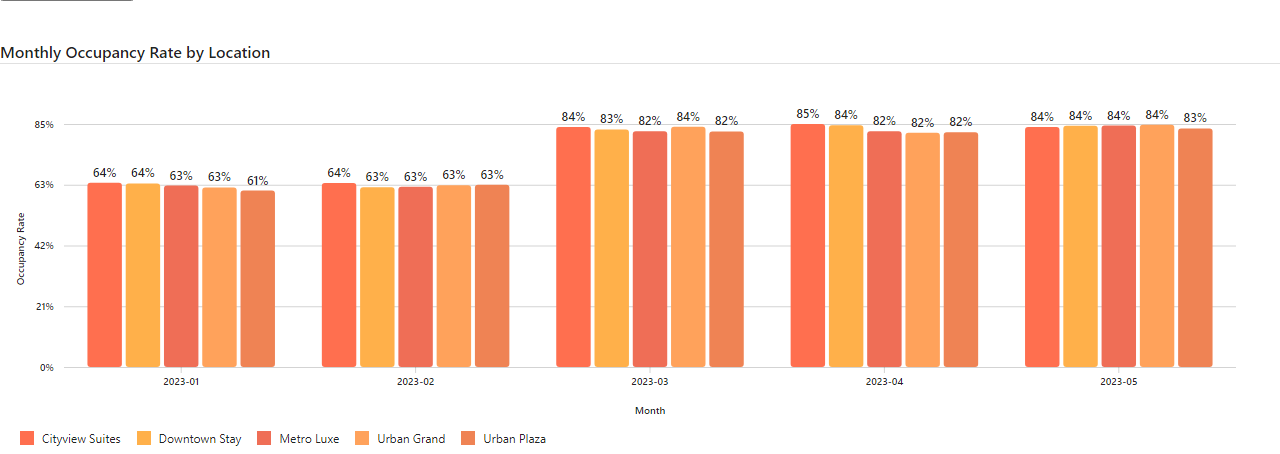 Monthly Occupancy Rate by Location
85%
63%
42%
21%
0%
Occupancy Rate
64% 64% 63% 63% 61%
64% 63% 63% 63% 63%
84% 83% 82% 84% 82%
85% 84% 82% 82% 82%
84% 84% 84% 84% 83%
2023-01 2023-02 2023-03 2023-04 2023-05
Month
Cityview Suites Downtown Stay Metro Luxe Urban Grand Urban Plaza